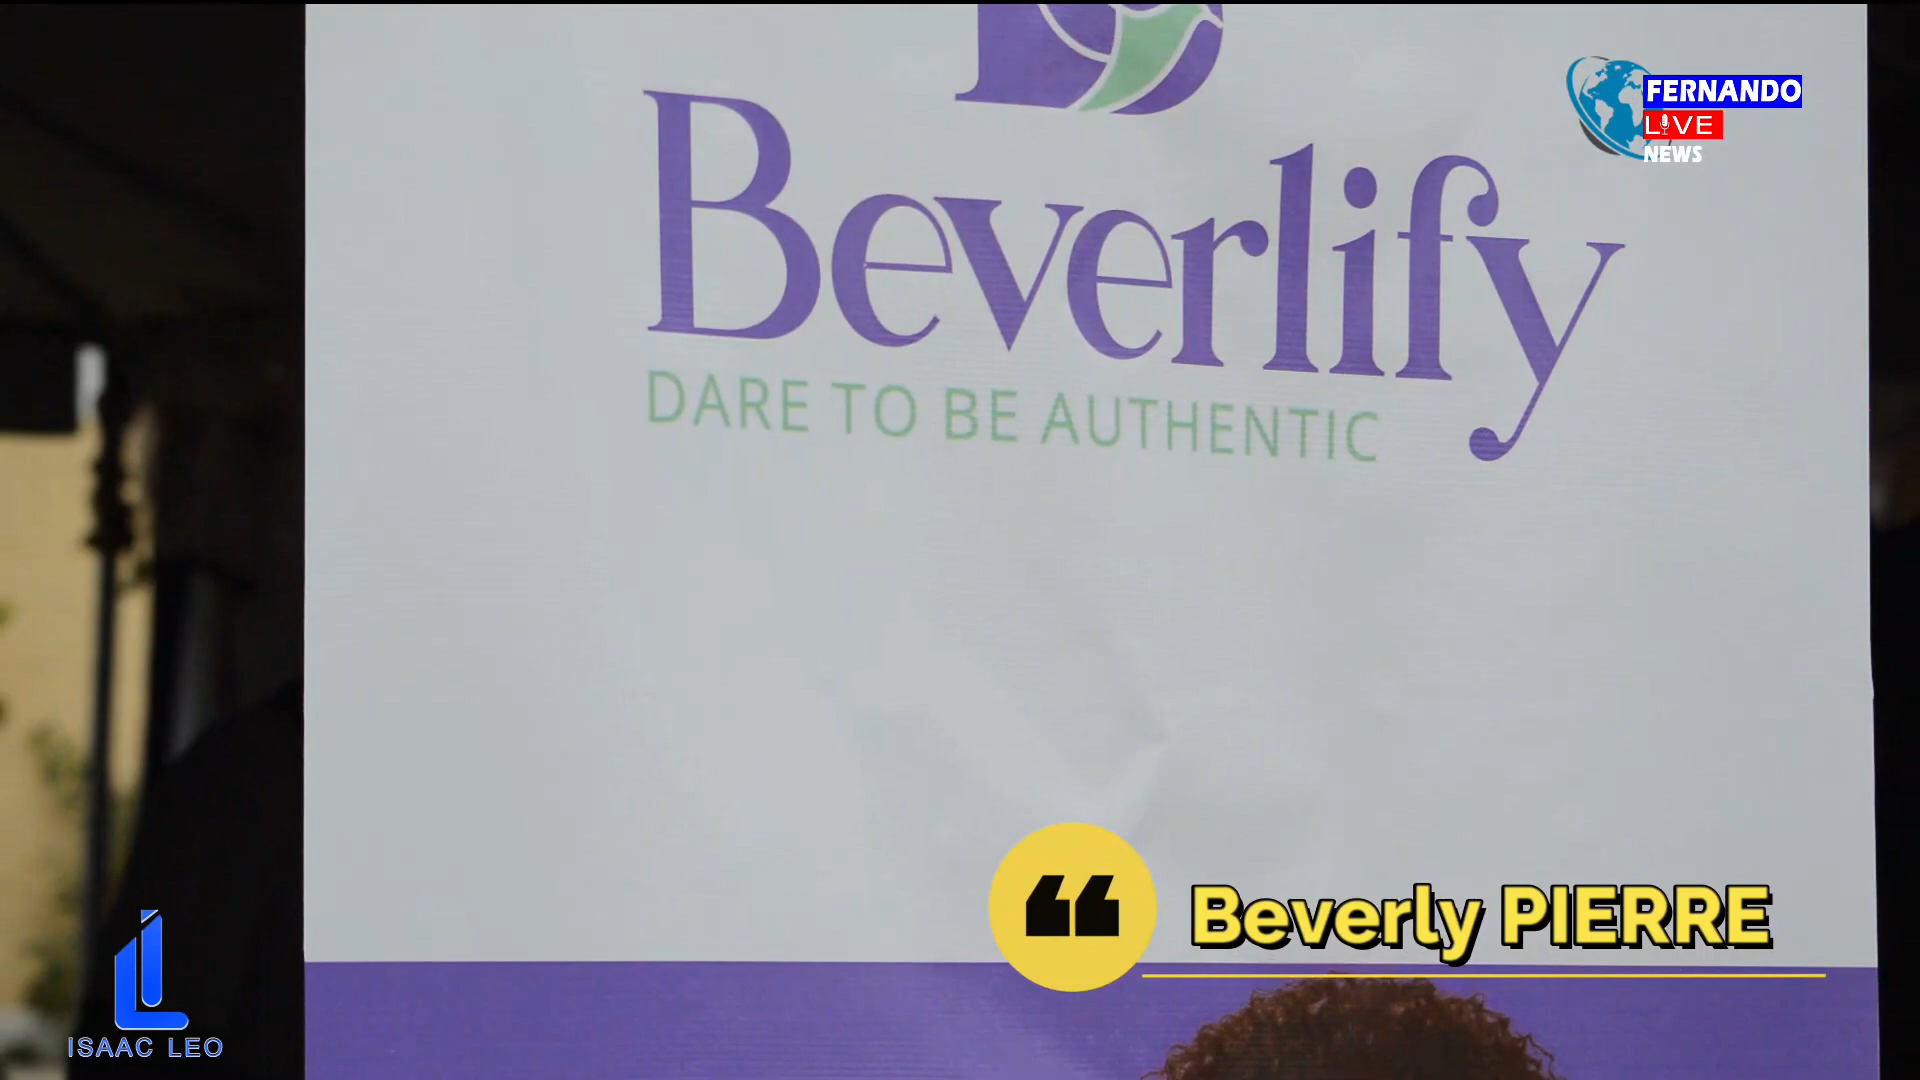 FERNANDO
LIVE
NEWS
Beverlify
DARE TO BE AUTHENTIC
❝ Beverly PIERRE
ISAAC LEO